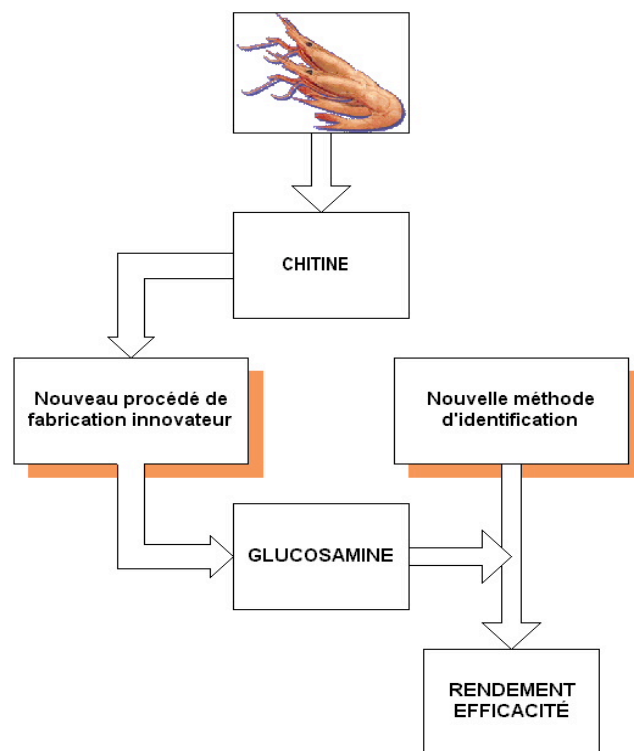 CHITINE
Nouveau procédé de
fabrication innovateur
Nouvelle méthode
d'identification
GLUCOSAMINE
RENDEMENT
EFFICACITÉ